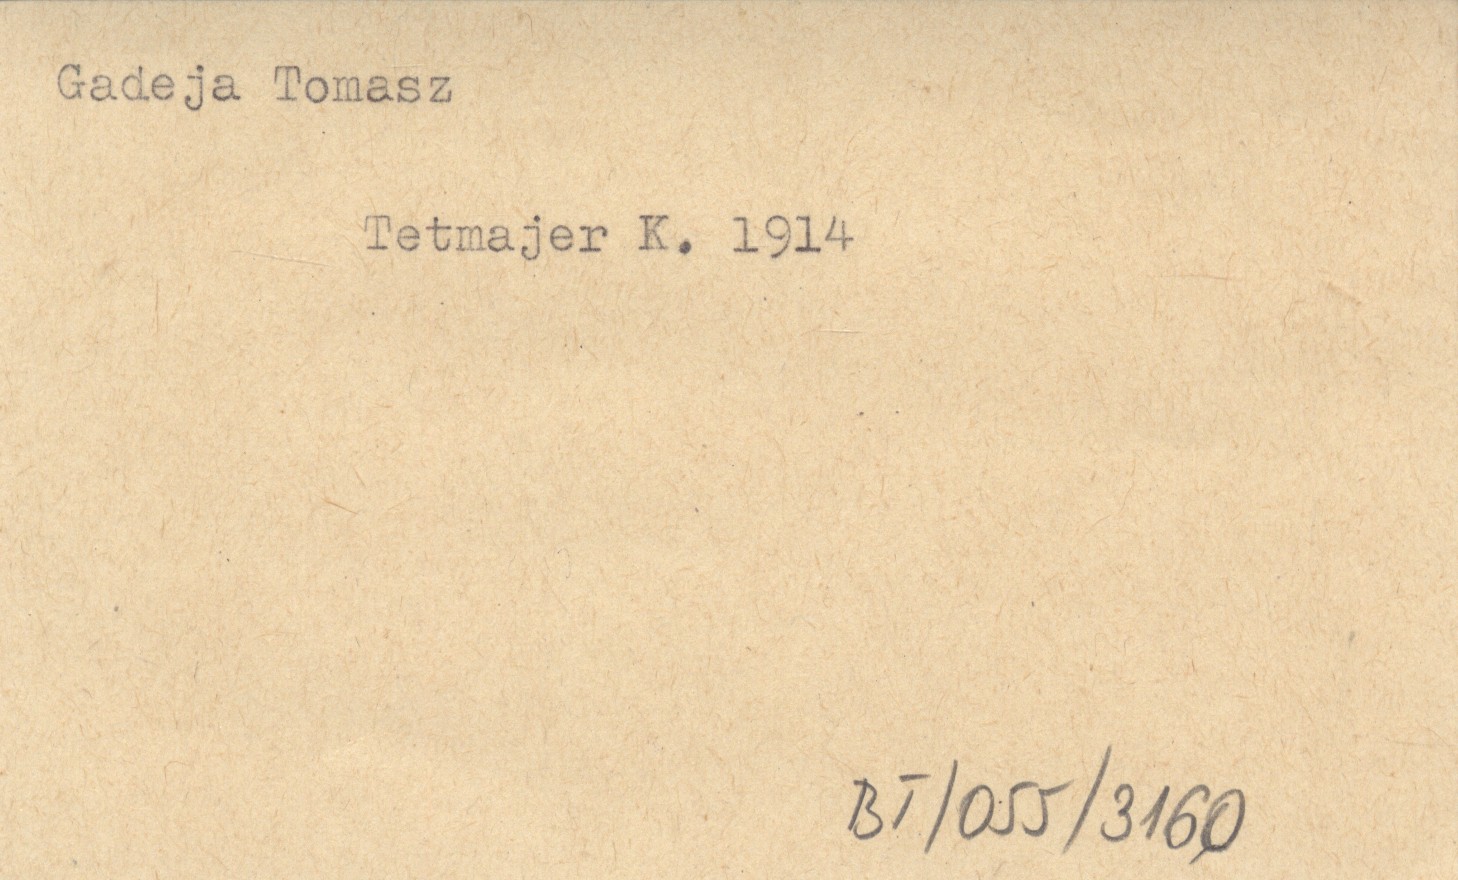 Gadeja Tomasz
Tetmajer K. 1914
BT/055/3160